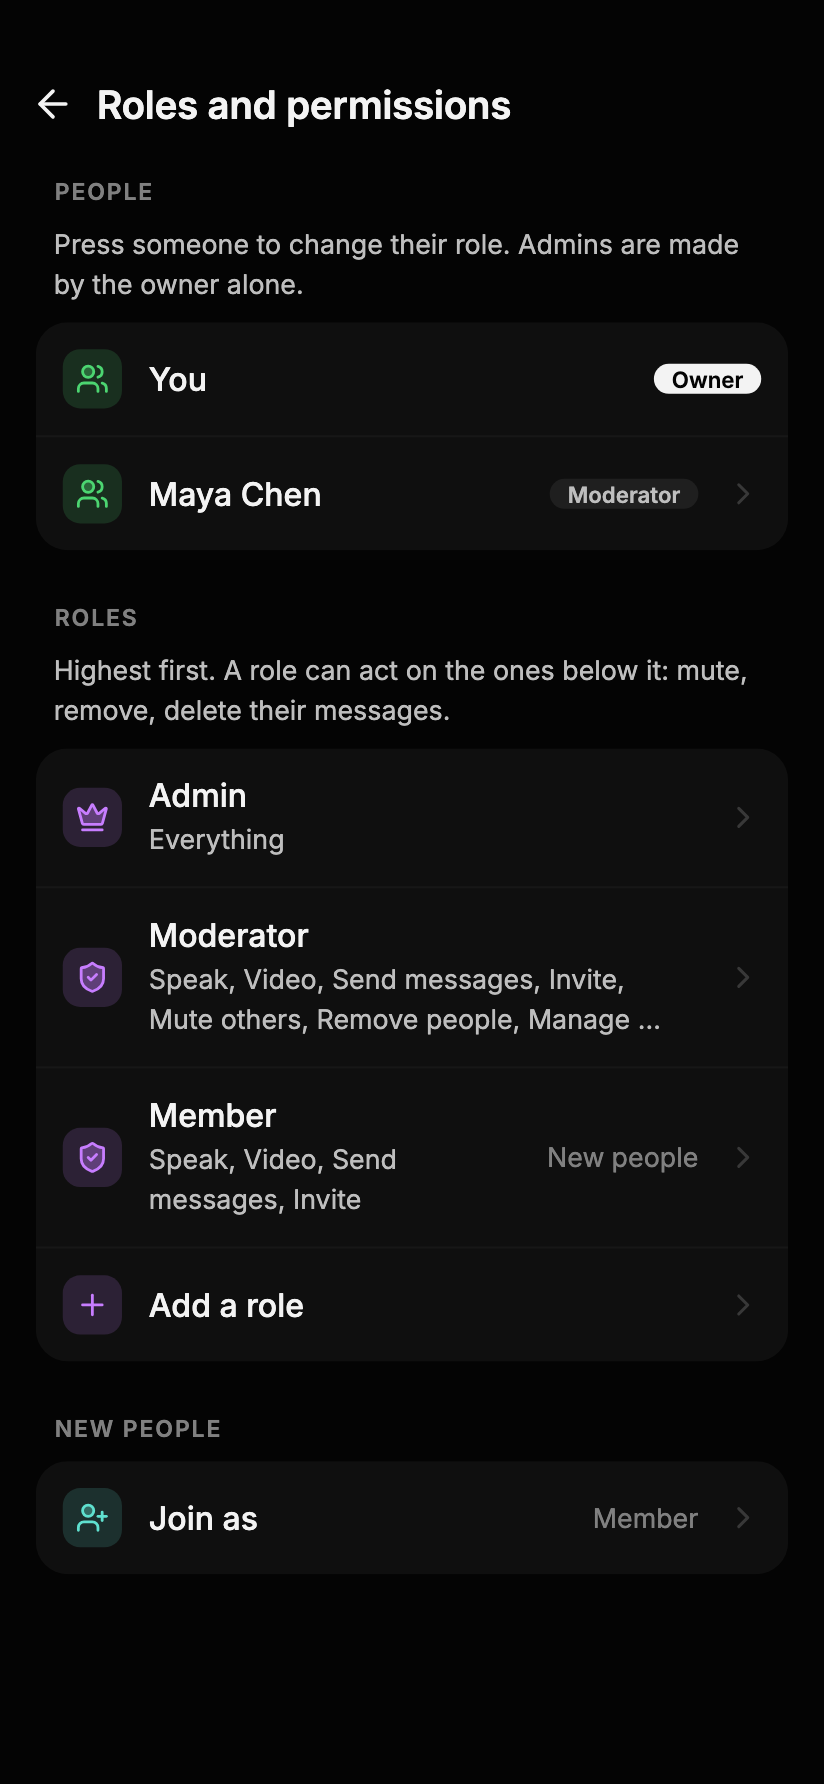 Roles and permissions
PEOPLE
Press someone to change their role. Admins are made
by the owner alone.
You
Owner
Maya Chen
Moderator
ROLES
Highest first. A role can act on the ones below it: mute,
remove, delete their messages.
Admin
Everything
Moderator
Speak, Video, Send messages, Invite,
Mute others, Remove people, Manage ...
Member
Speak, Video, Send
messages, Invite
New people
Add a role
NEW PEOPLE
Join as
Member